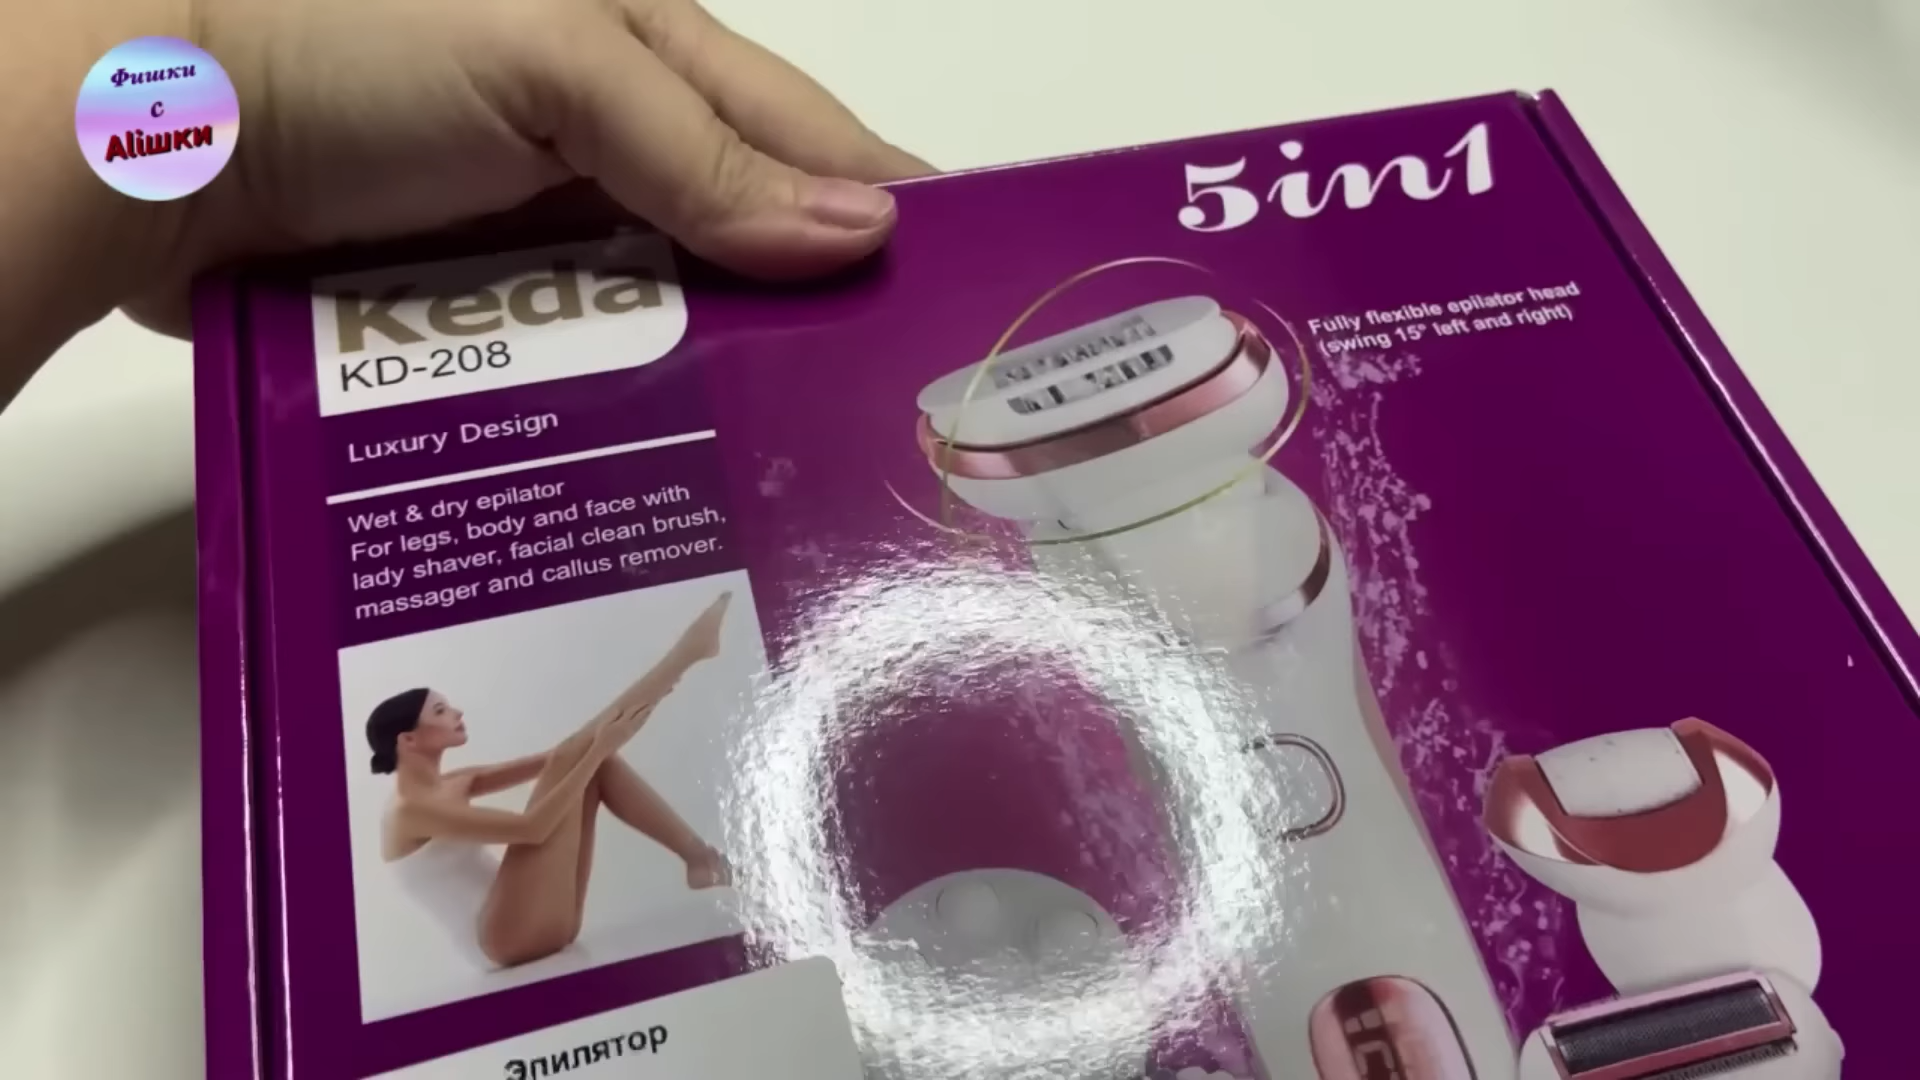 Фишки
с
Aliшки
5in1
Keda
KD-208
Fully flexible epilator head
(swing 15° left and right)
Luxury Design
Wet & dry epilator
For legs, body and face with
lady shaver, facial clean brush,
massager and callus remover.
Эпилятор